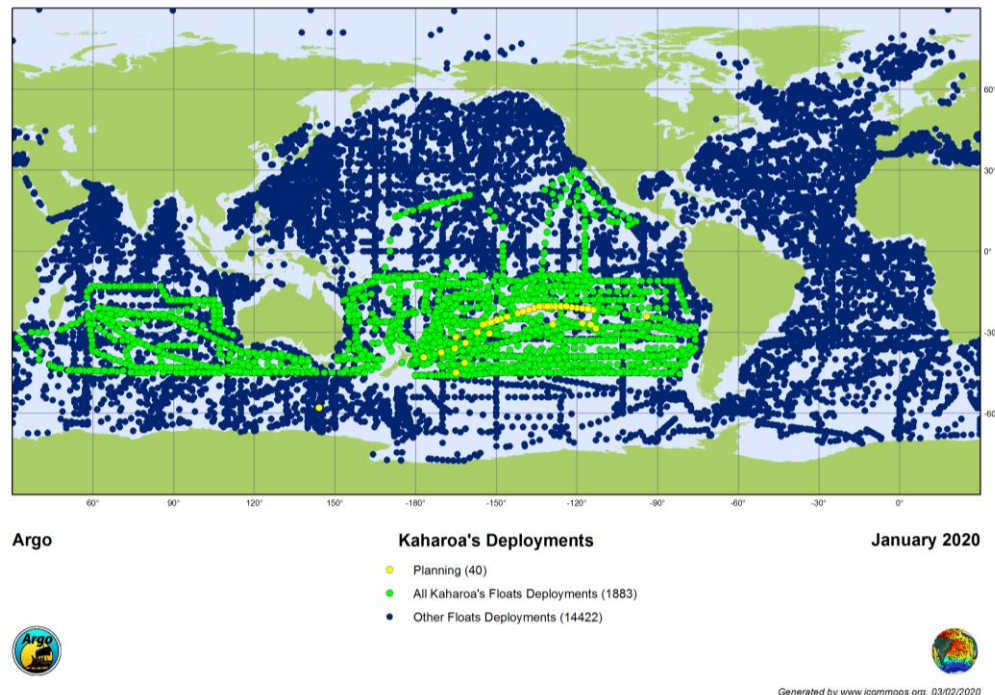 60°
30°
0°
-30°
-60°
60° 90° 120° 150° -180° -150° -120° -90° -60° -30° 0°
Argo Kaharoa's Deployments January 2020
Planning (40)
All Kaharoa's Floats Deployments (1883)
Other Floats Deployments (14422)
Argo
Generated by www.jcommops.org, 03/02/2020